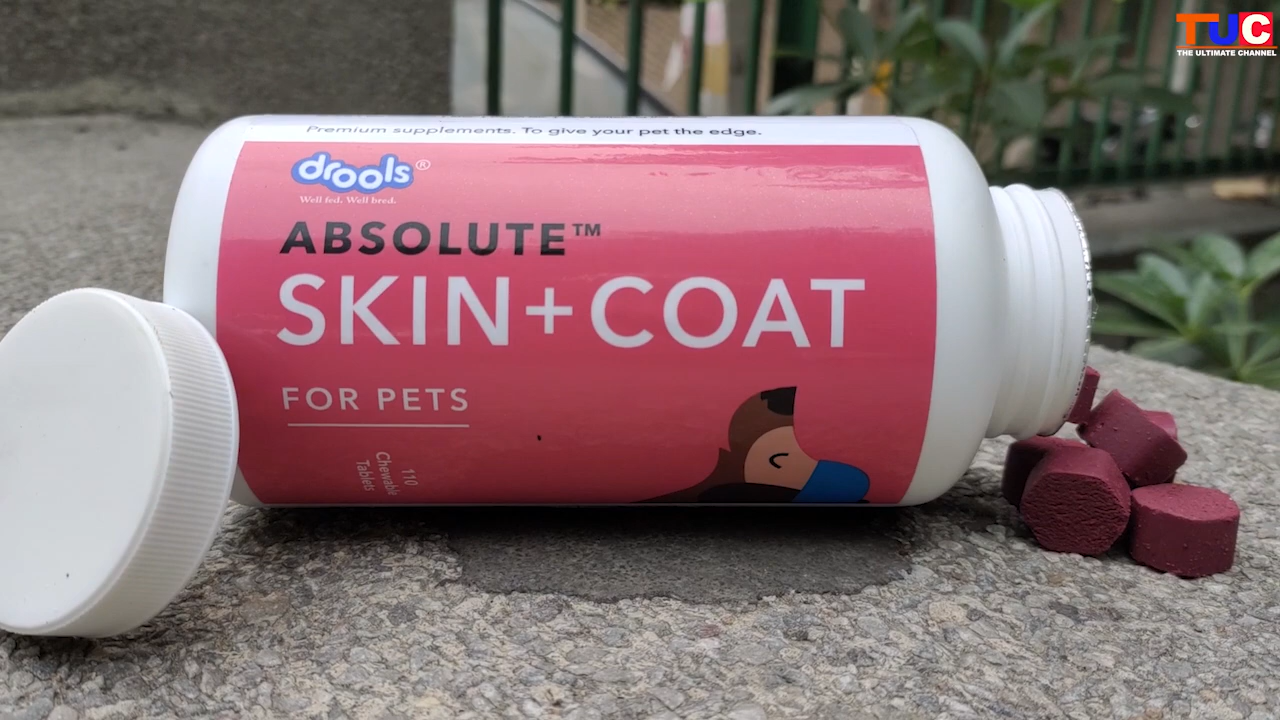 TUC
THE ULTIMATE CHANNEL
Premium supplements. To give your pet the edge.
drools®
Well fed. Well bred.
ABSOLUTE™
SKIN+COAT
FOR PETS
110
Chewable
Tablets